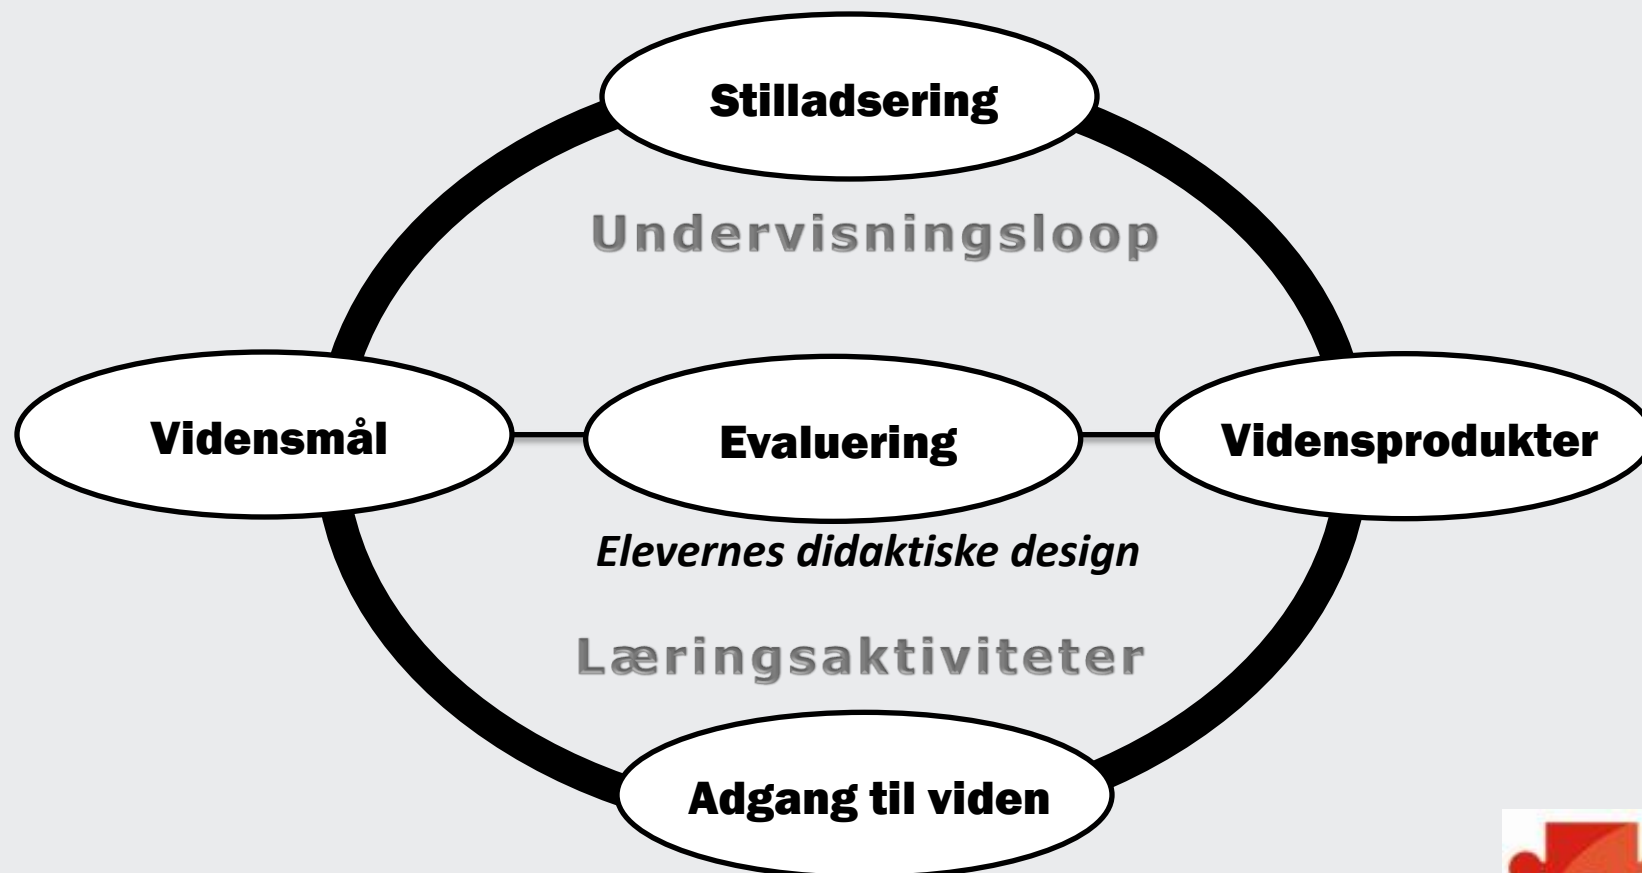 Stilladsering
Undervisningsloop
Vidensmål
Evaluering
Vidensprodukter
Elevernes didaktiske design
Læringsaktiviteter
Adgang til viden